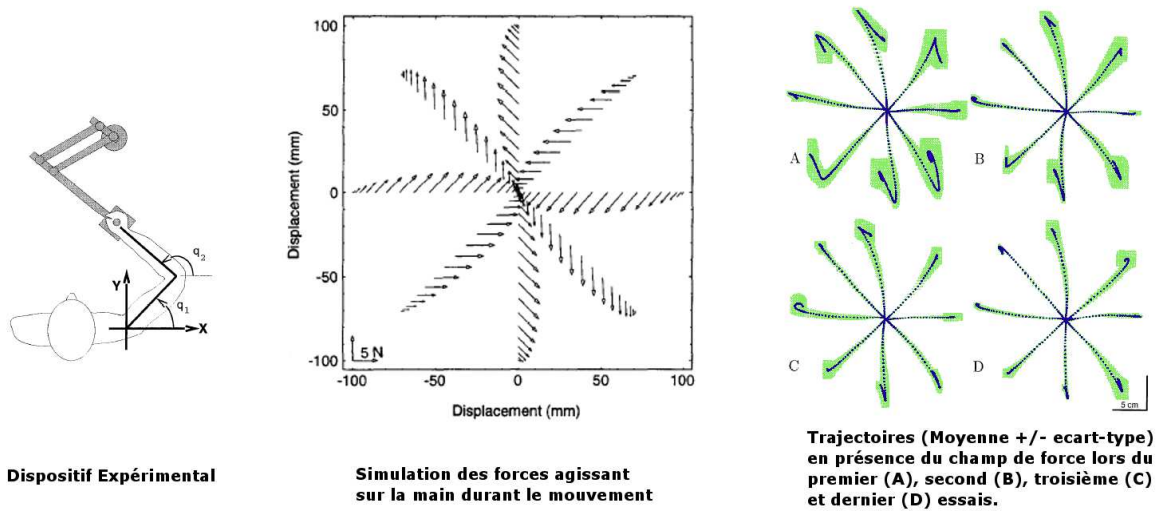 q₂
Y
q₁
X
Dispositif Expérimental
100
50
0
-50
-100
Displacement (mm)
5 N
-100
-50
0
50
100
Displacement (mm)
Simulation des forces agissant
sur la main durant le mouvement
A
B
C
D
5 cm
Trajectoires (Moyenne +/- ecart-type)
en présence du champ de force lors du
premier (A), second (B), troisième (C)
et dernier (D) essais.